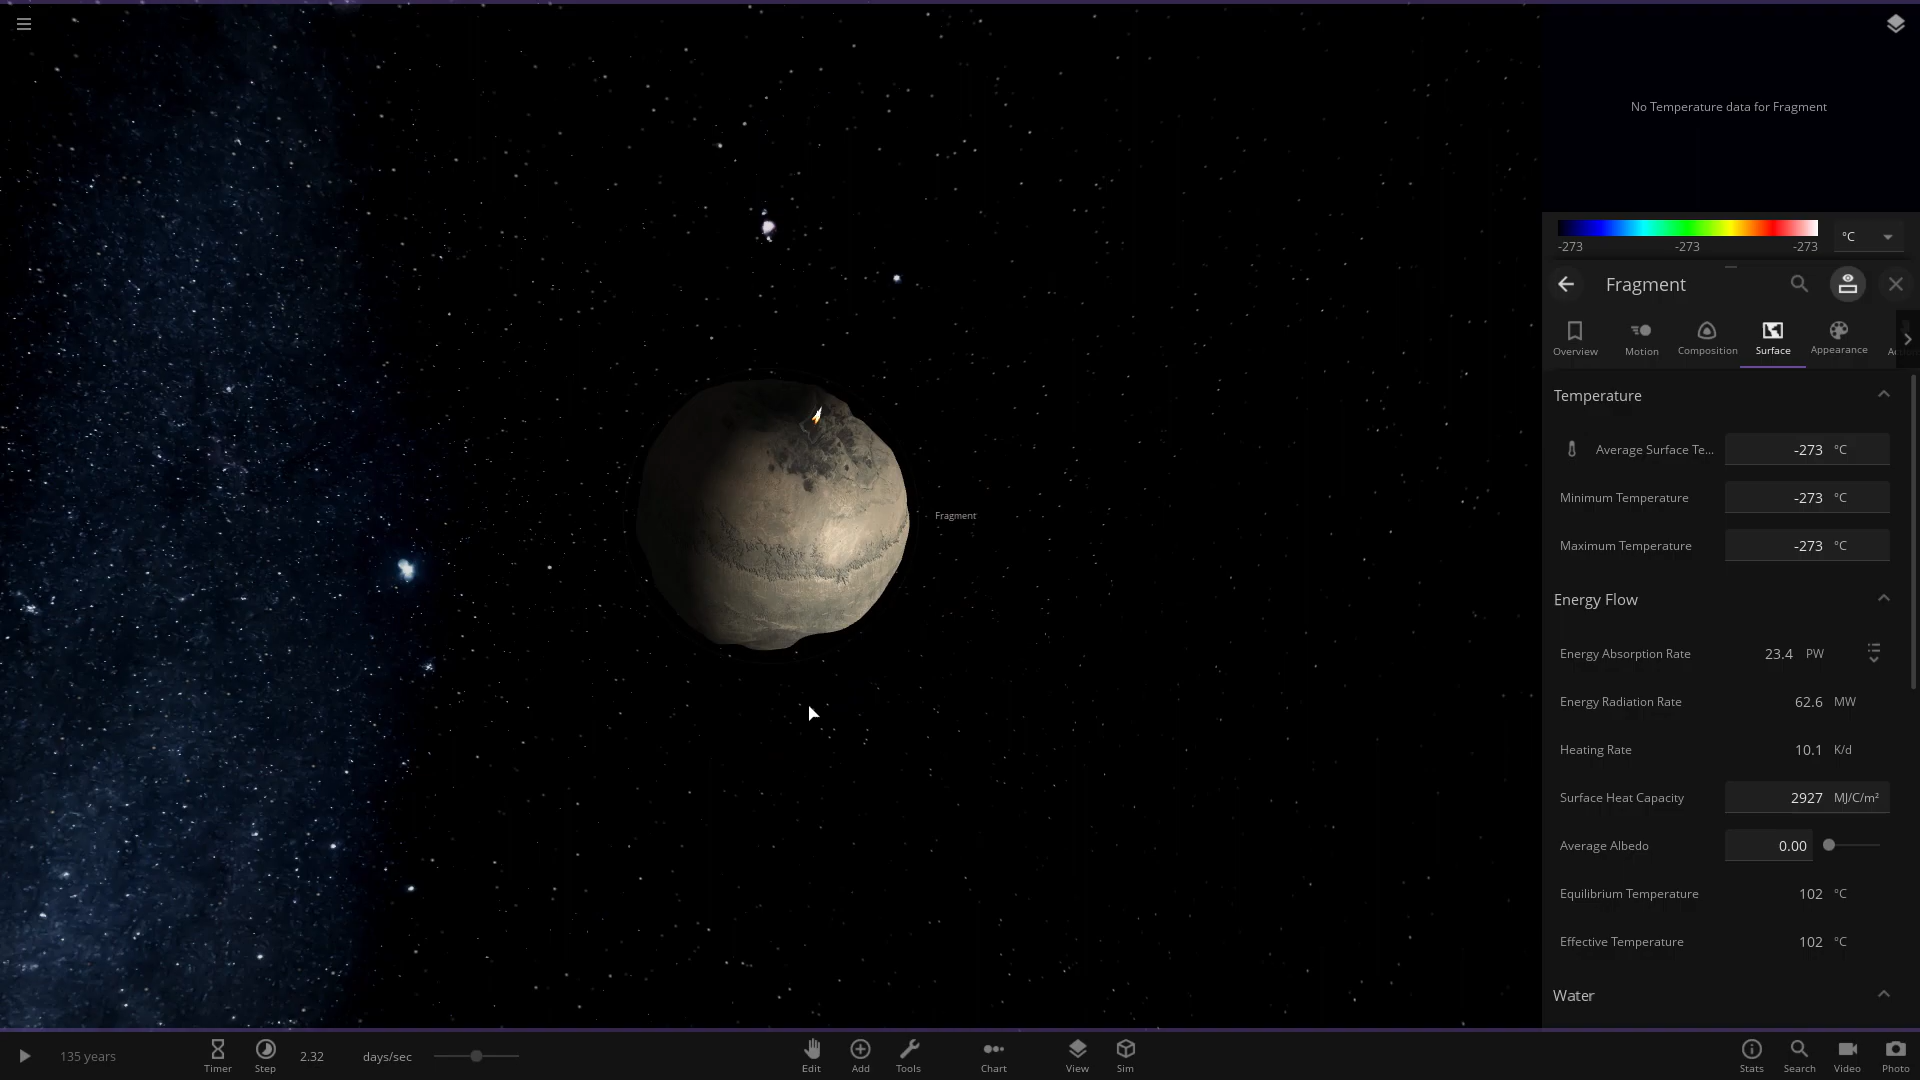 No Temperature data for Fragment
-273 -273 -273 °C
Fragment
Overview Motion Composition Surface Appearance
Temperature
Average Surface Te... -273 °C
Minimum Temperature -273 °C
Fragment
Maximum Temperature -273 °C
Energy Flow
Energy Absorption Rate 23.4 PW
Energy Radiation Rate 62.6 MW
Heating Rate 10.1 K/d
Surface Heat Capacity 2927 MJ/C/m²
Average Albedo 0.00
Equilibrium Temperature 102 °C
Effective Temperature 102 °C
Water
135 years Timer Step 2.32 days/sec Edit Add Tools Chart View Sim Stats Search Video Photo